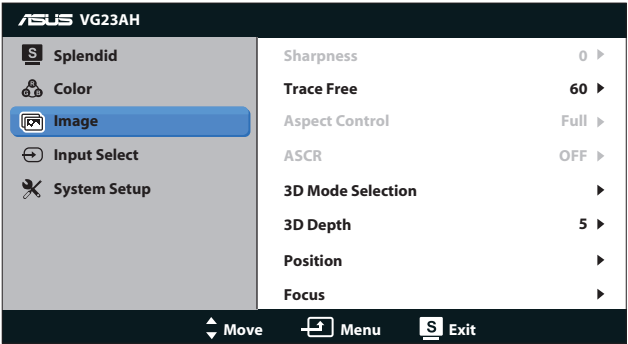 ASUS VG23AH
S Splendid
R G B Color
Image
Input Select
System Setup
Sharpness 0
Trace Free 60
Aspect Control Full
ASCR OFF
3D Mode Selection
3D Depth 5
Position
Focus
Move Menu S Exit